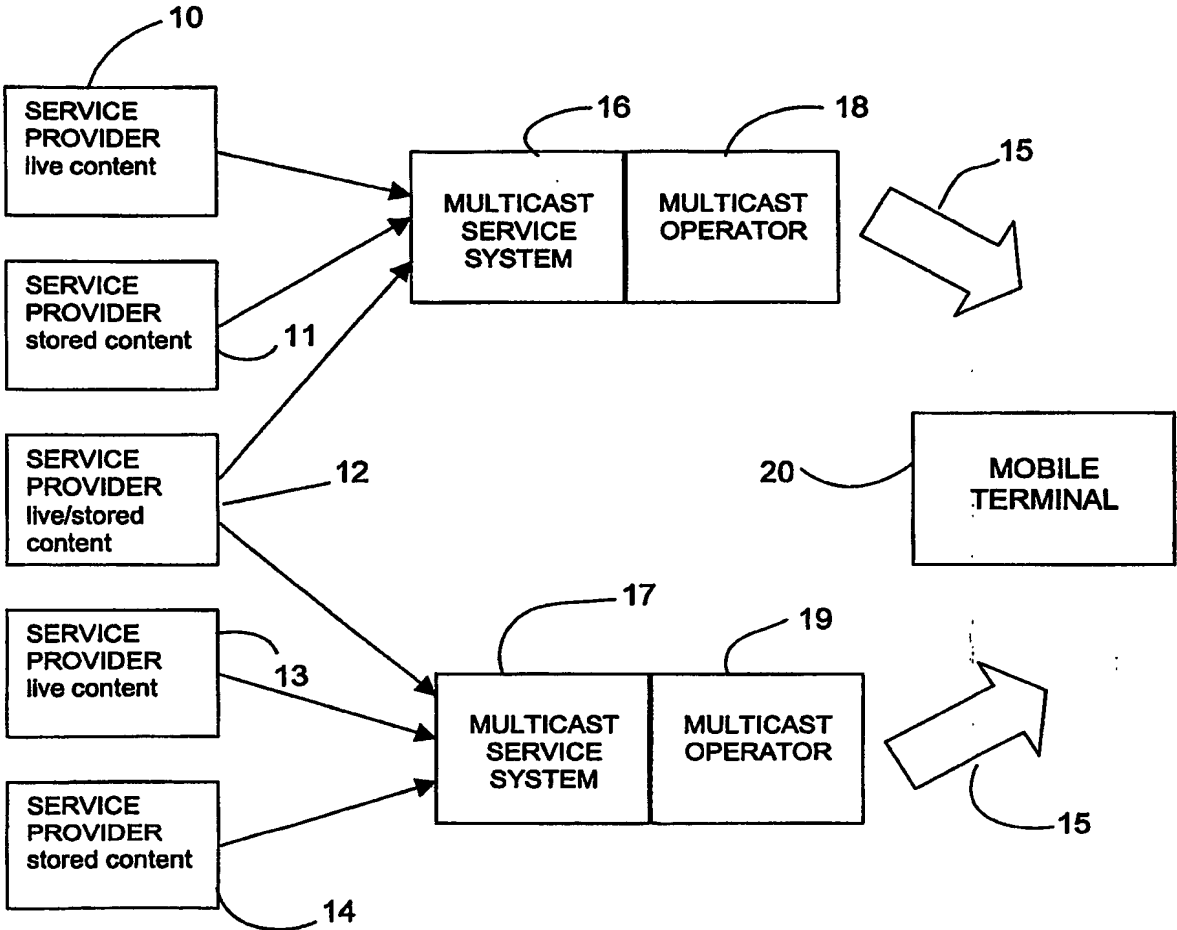 10
SERVICE
PROVIDER
live content
16
18
15
MULTICAST
SERVICE
SYSTEM
MULTICAST
OPERATOR
SERVICE
PROVIDER
stored content
11
SERVICE
PROVIDER
live/stored
content
12
20
MOBILE
TERMINAL
SERVICE
PROVIDER
live content
13
17
19
MULTICAST
SERVICE
SYSTEM
MULTICAST
OPERATOR
15
SERVICE
PROVIDER
stored content
14